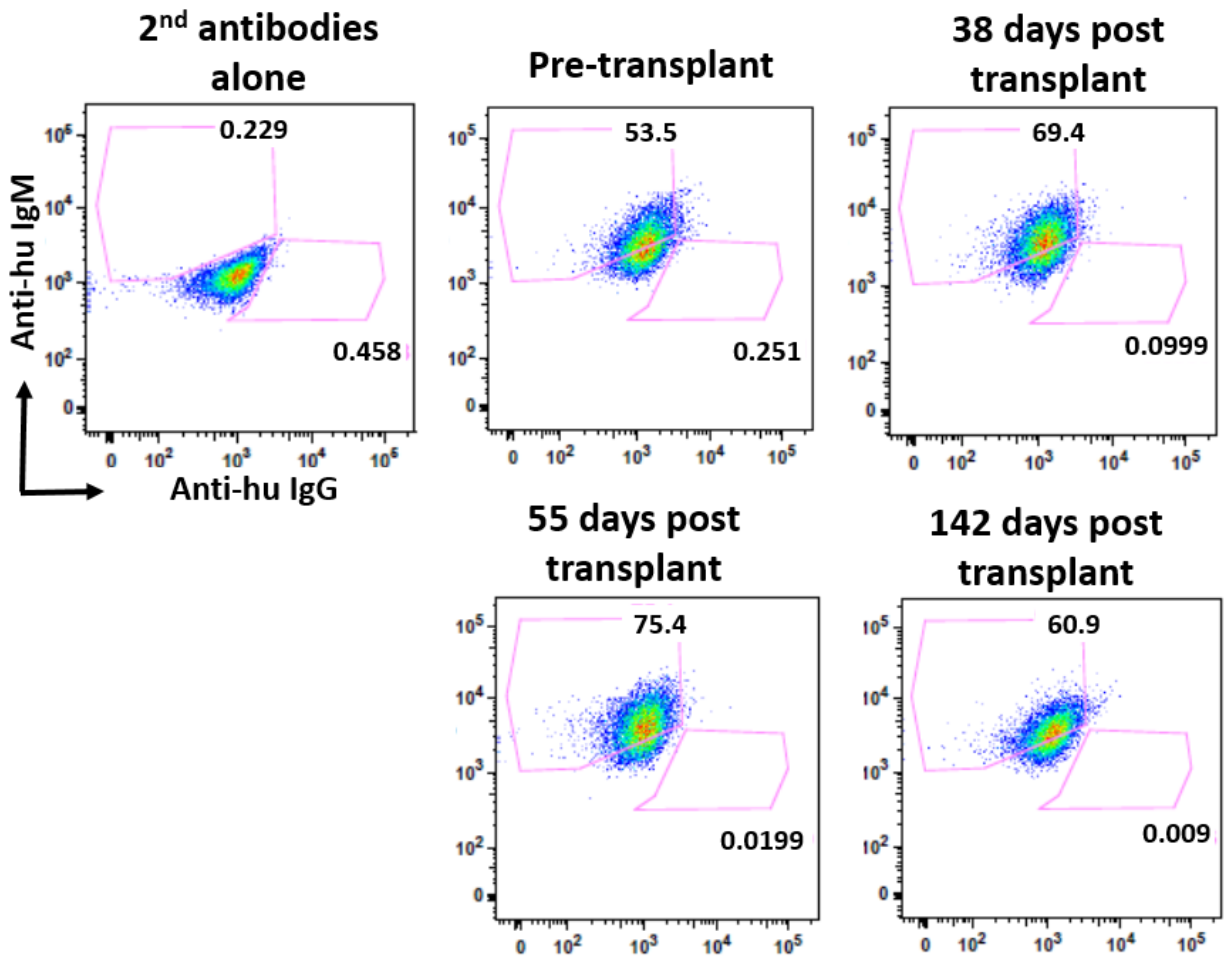 2nd antibodies
alone
Pre-transplant
38 days post
transplant
Anti-hu IgM
10^6
10^4
10^3
10^2
0
0.229
0.458
0 10^2 10^3 10^4 10^5
Anti-hu IgG
10^5
10^4
10^3
10^2
0
53.5
0.251
0 10^2 10^3 10^4 10^5
10^5
10^4
10^3
10^2
0
69.4
0.0999
0 10^2 10^3 10^4 10^5
55 days post
transplant
142 days post
transplant
10^5
10^4
10^3
10^2
0
75.4
0.0199
0 10^2 10^3 10^4 10^5
10^5
10^4
10^3
10^2
0
60.9
0.009
0 10^2 10^3 10^4 10^5